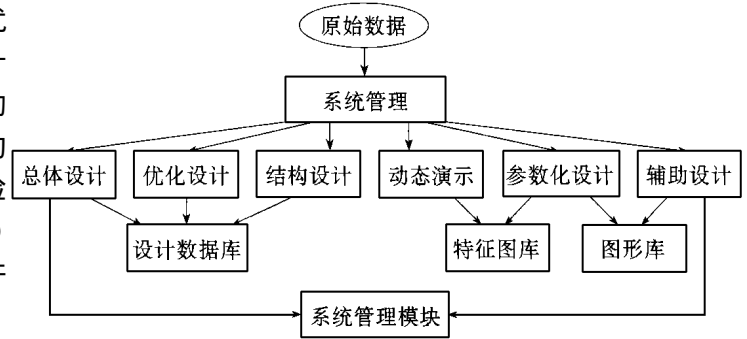 原始数据
系统管理
总体设计 优化设计 结构设计 动态演示 参数化设计 辅助设计
设计数据库 特征图库 图形库
系统管理模块